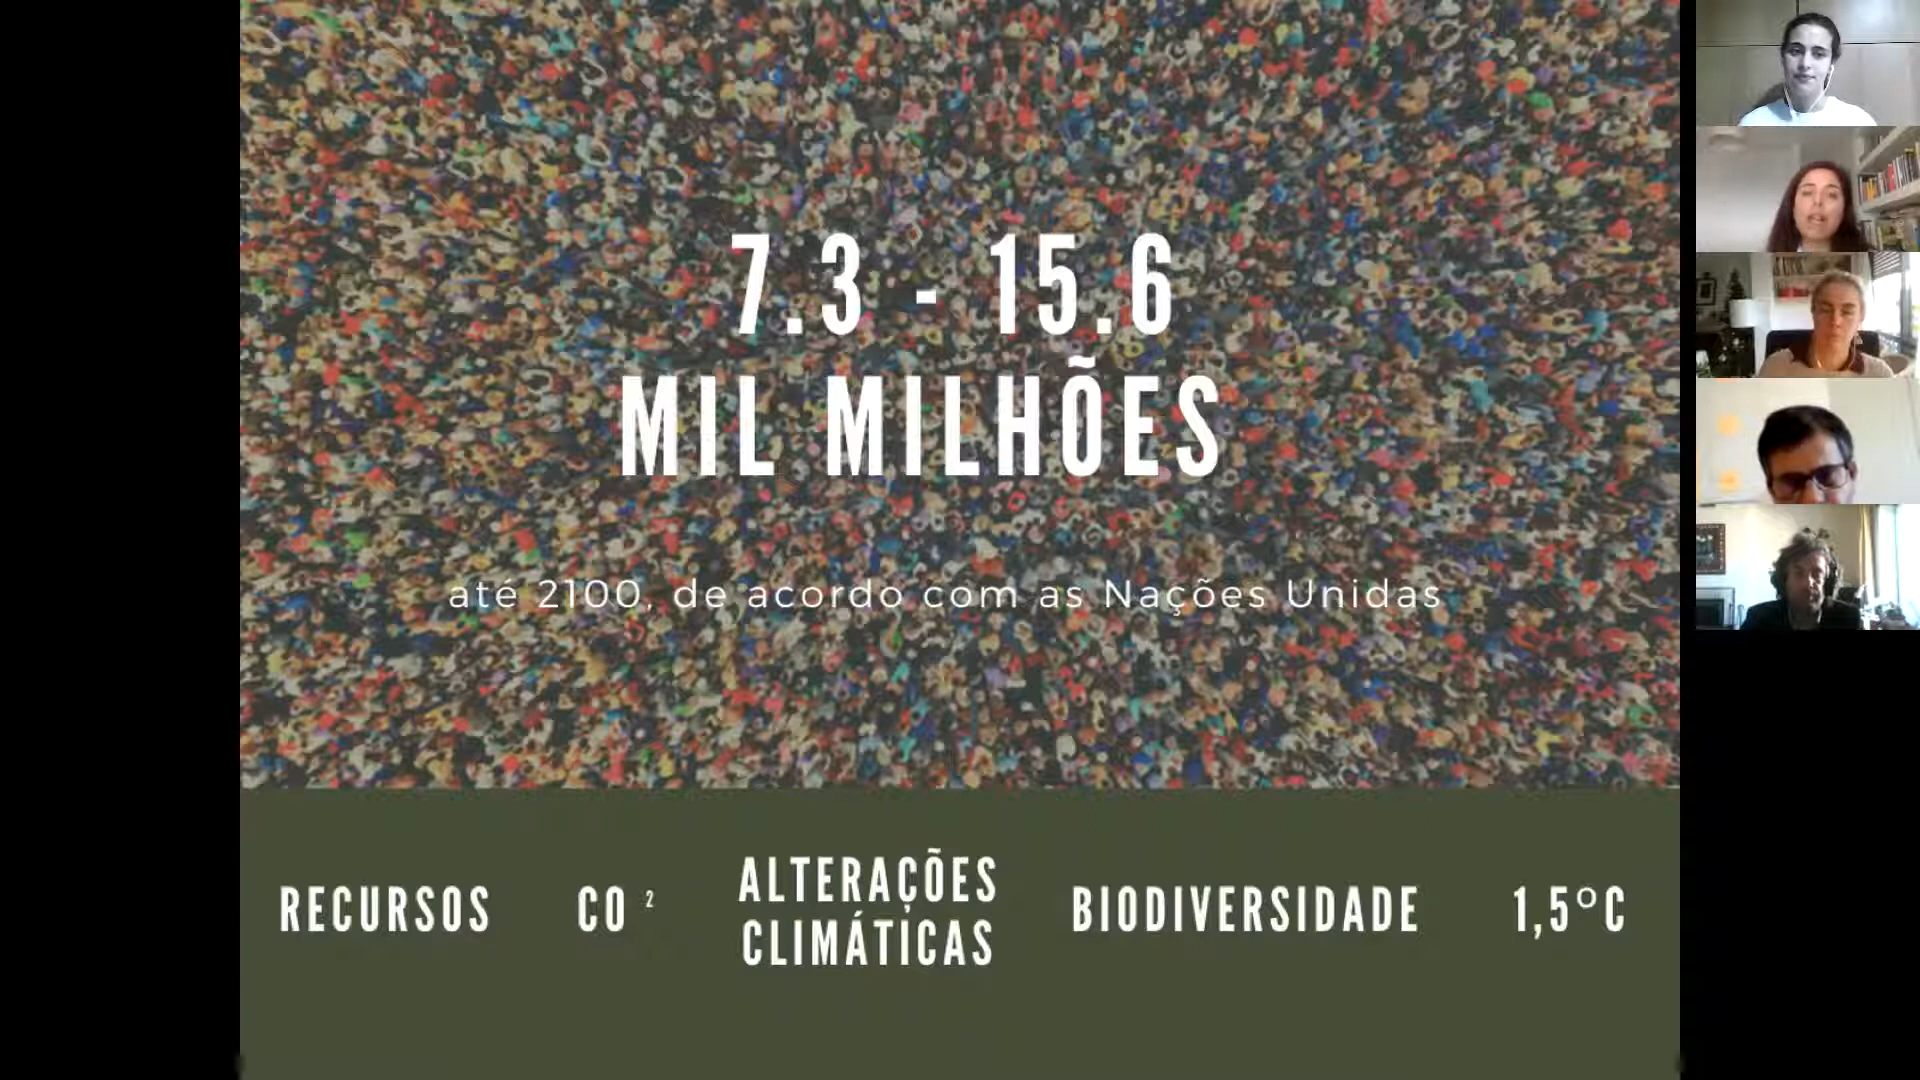 7.3 - 15.6
MIL MILHÕES
até 2100, de acordo com as Nações Unidas
RECURSOS
CO ²
ALTERAÇÕES
CLIMÁTICAS
BIODIVERSIDADE
1,5ºC